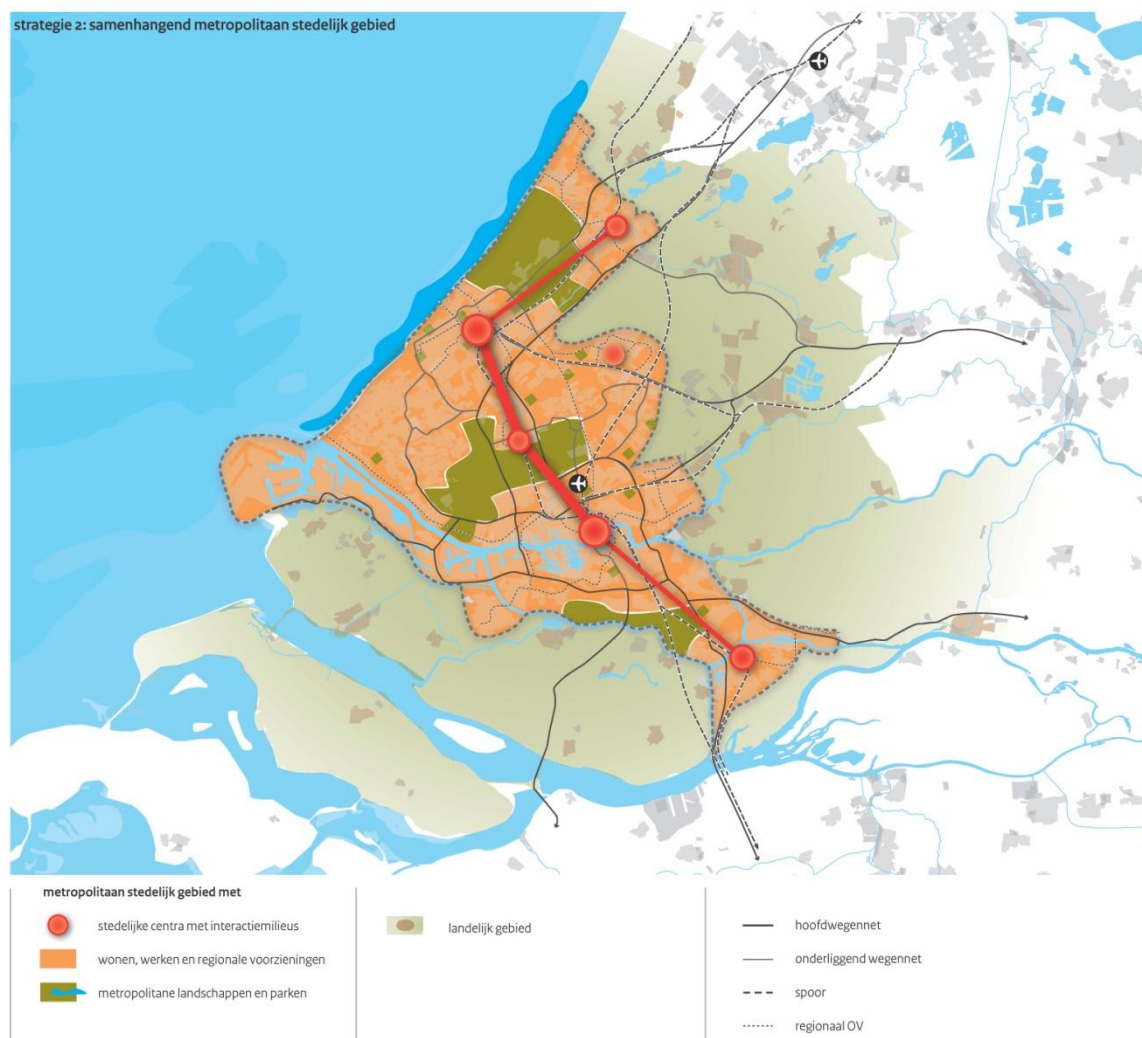 strategie 2: samenhangend metropolitaan stedelijk gebied
metropolitaan stedelijk gebied met
stedelijke centra met interactiemilieus
wonen, werken en regionale voorzieningen
metropolitane landschappen en parken
landelijk gebied
hoofdwegennet
onderliggend wegennet
spoor
regionaal OV